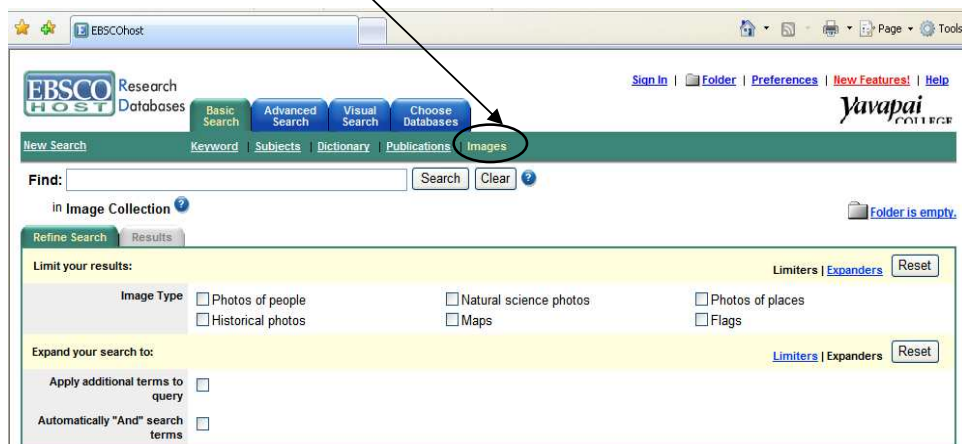 EBSCOhost Page Tools
Sign In | Folder | Preferences | New Features! | Help
EBSCO HOST Research Databases
Basic Search Advanced Search Visual Search Choose Databases
Yavapai COLLEGE
New Search Keyword | Subjects | Dictionary | Publications | Images
Find: Search Clear ?
in Image Collection ?
Folder is empty.
Refine Search Results
Limit your results: Limiters | Expanders Reset
Image Type Photos of people Natural science photos Photos of places
Historical photos Maps Flags
Expand your search to: Limiters | Expanders Reset
Apply additional terms to
query
Automatically "And" search
terms